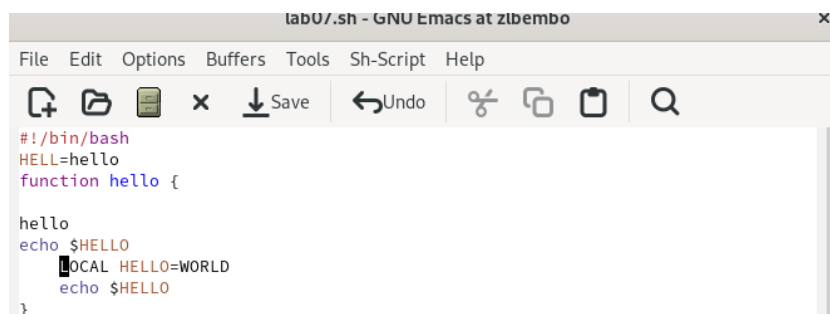 lab07.sh - GNU Emacs at zlbembo
File Edit Options Buffers Tools Sh-Script Help
Save Undo
#!/bin/bash
HELL=hello
function hello {
hello
echo $HELLO
LOCAL HELLO=WORLD
echo $HELLO
}